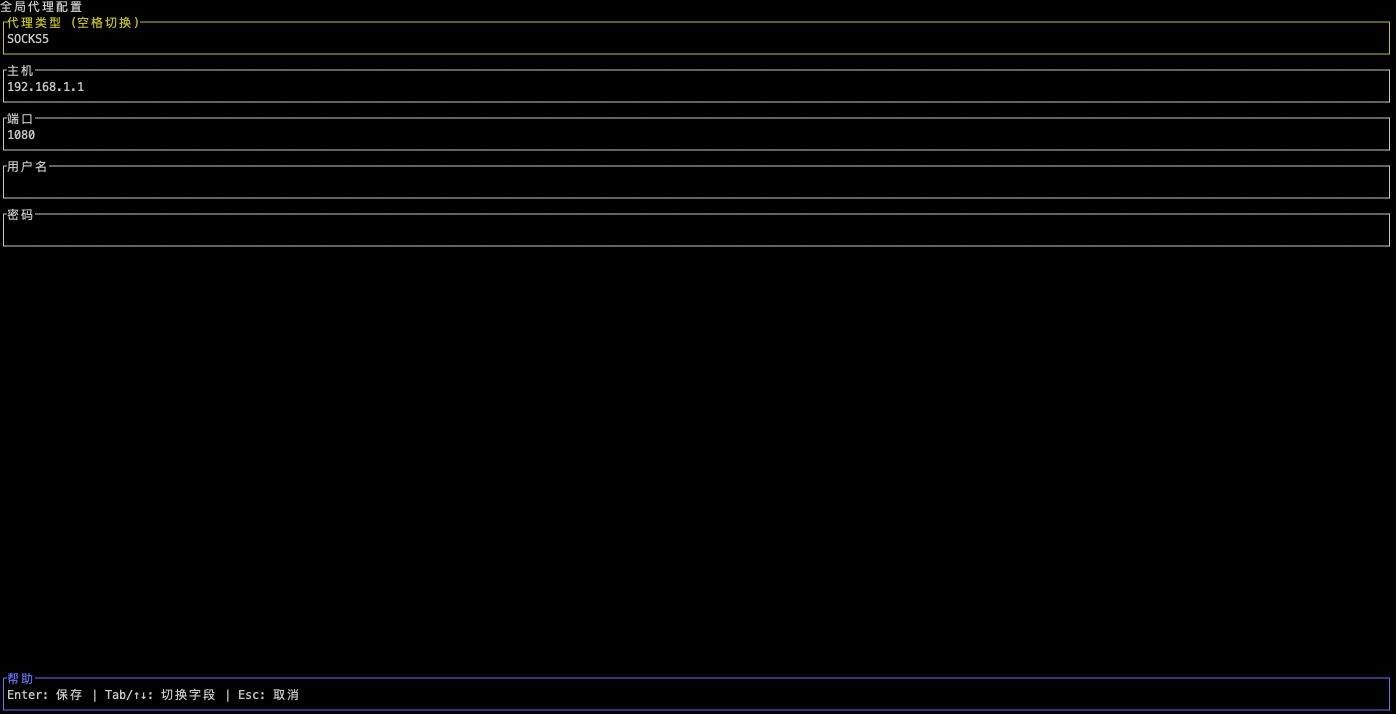 全局代理配置
代理类型 (空格切换)
SOCKS5
主机
192.168.1.1
端口
1080
用户名
密码
帮助
Enter: 保存 | Tab/↑↓: 切换字段 | Esc: 取消